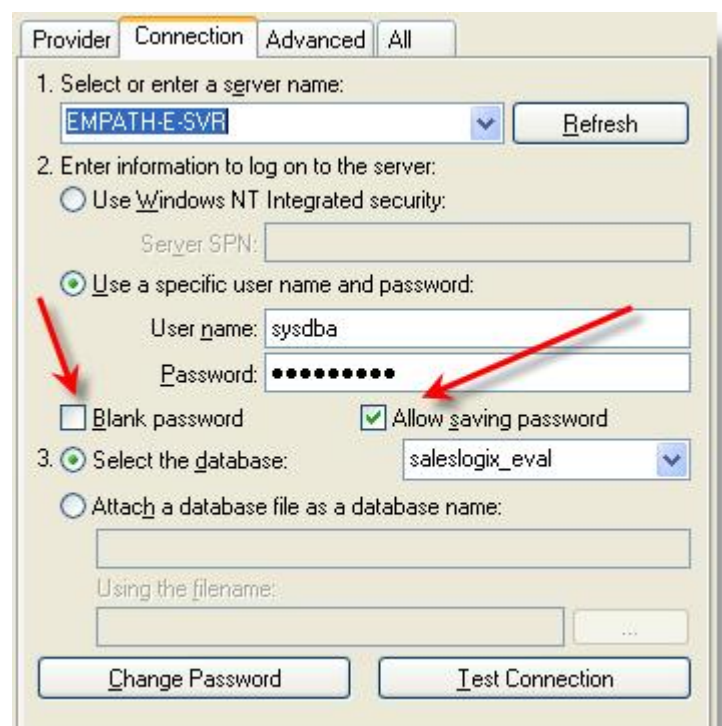 Provider Connection Advanced All
1. Select or enter a server name:
EMPATH-E-SVR Refresh
2. Enter information to log on to the server:
Use Windows NT Integrated security:
Server SPN:
Use a specific user name and password:
User name: sysdba
Password: ●●●●●●●●●
Blank password Allow saving password
3. Select the database: saleslogix_eval
Attach a database file as a database name:
Using the filename:
...
Change Password Test Connection